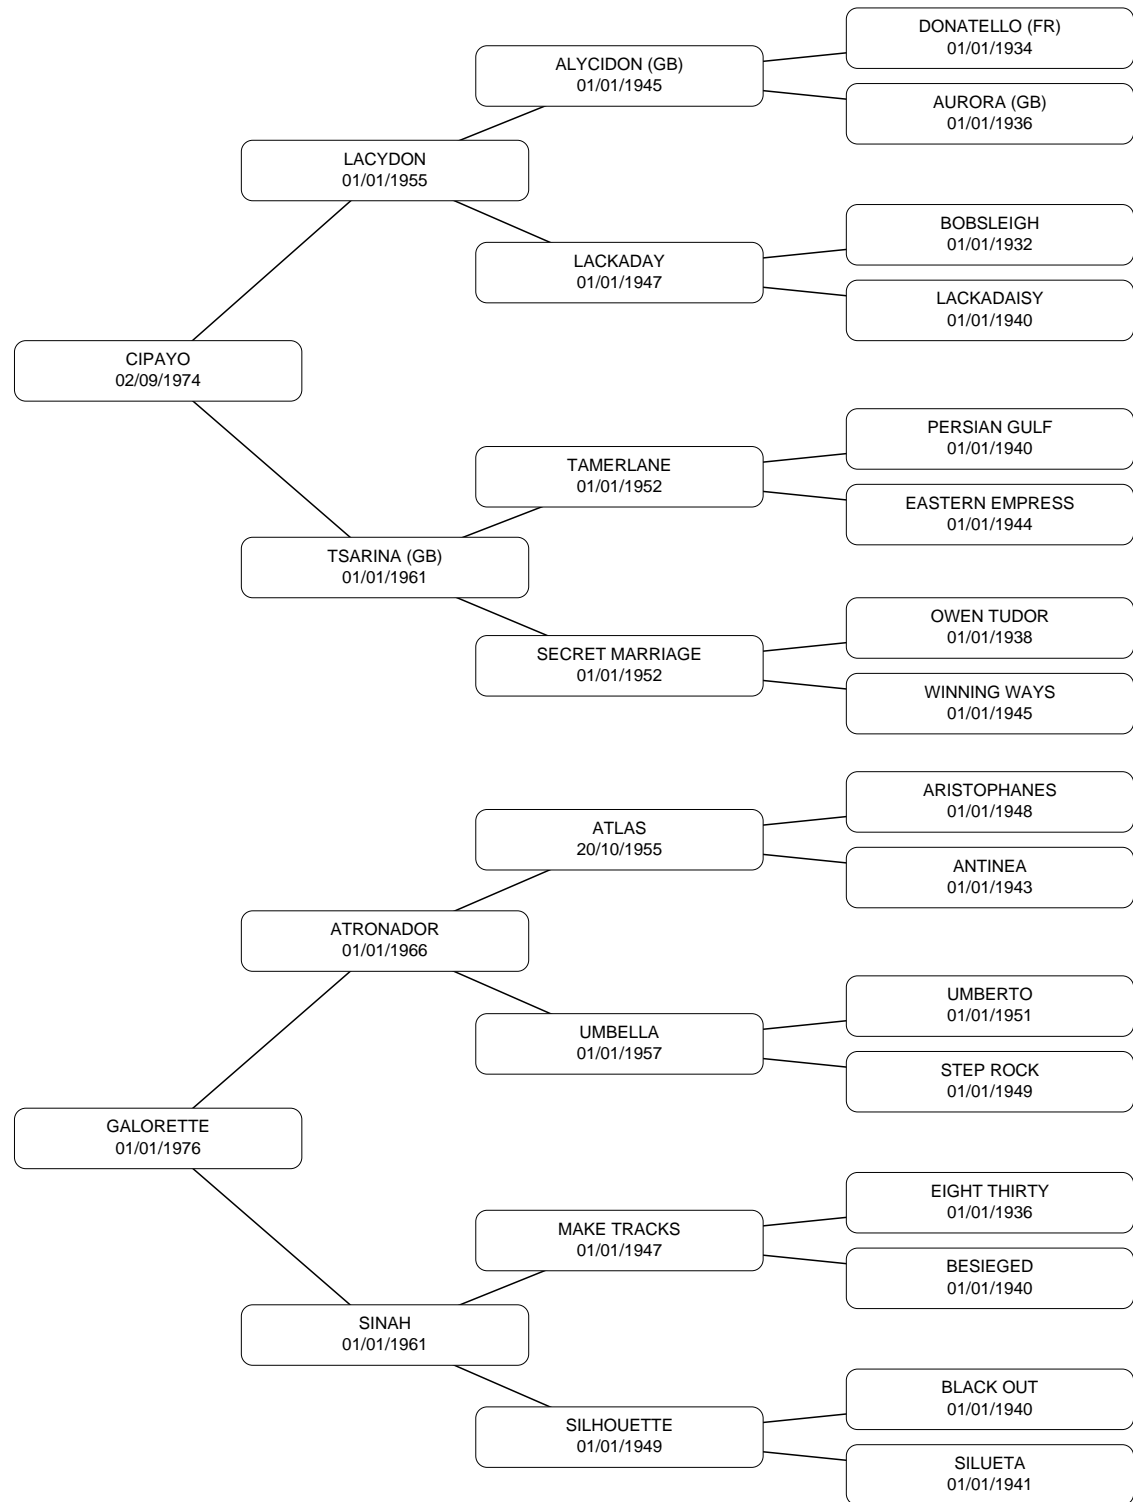 DONATELLO (FR)
01/01/1934
ALYCIDON (GB)
01/01/1945
AURORA (GB)
01/01/1936
LACYDON
01/01/1955
BOBSLEIGH
01/01/1932
LACKADAY
01/01/1947
LACKADAISY
01/01/1940
CIPAYO
02/09/1974
PERSIAN GULF
01/01/1940
TAMERLANE
01/01/1952
EASTERN EMPRESS
01/01/1944
TSARINA (GB)
01/01/1961
OWEN TUDOR
01/01/1938
SECRET MARRIAGE
01/01/1952
WINNING WAYS
01/01/1945
ARISTOPHANES
01/01/1948
ATLAS
20/10/1955
ANTINEA
01/01/1943
ATRONADOR
01/01/1966
UMBERTO
01/01/1951
UMBELLA
01/01/1957
STEP ROCK
01/01/1949
GALORETTE
01/01/1976
EIGHT THIRTY
01/01/1936
MAKE TRACKS
01/01/1947
BESIEGED
01/01/1940
SINAH
01/01/1961
BLACK OUT
01/01/1940
SILHOUETTE
01/01/1949
SILUETA
01/01/1941